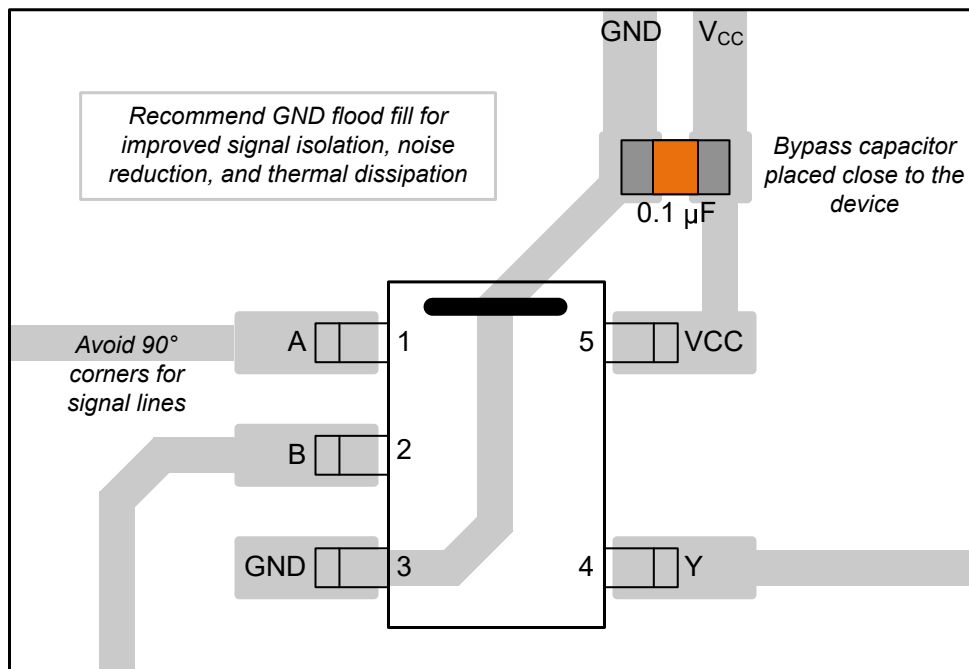 GND VCC
Recommend GND flood fill for
improved signal isolation, noise
reduction, and thermal dissipation
Bypass capacitor
placed close to the
device
0.1 µF
A 1 5 VCC
Avoid 90°
corners for
signal lines
B 2
GND 3 4 Y